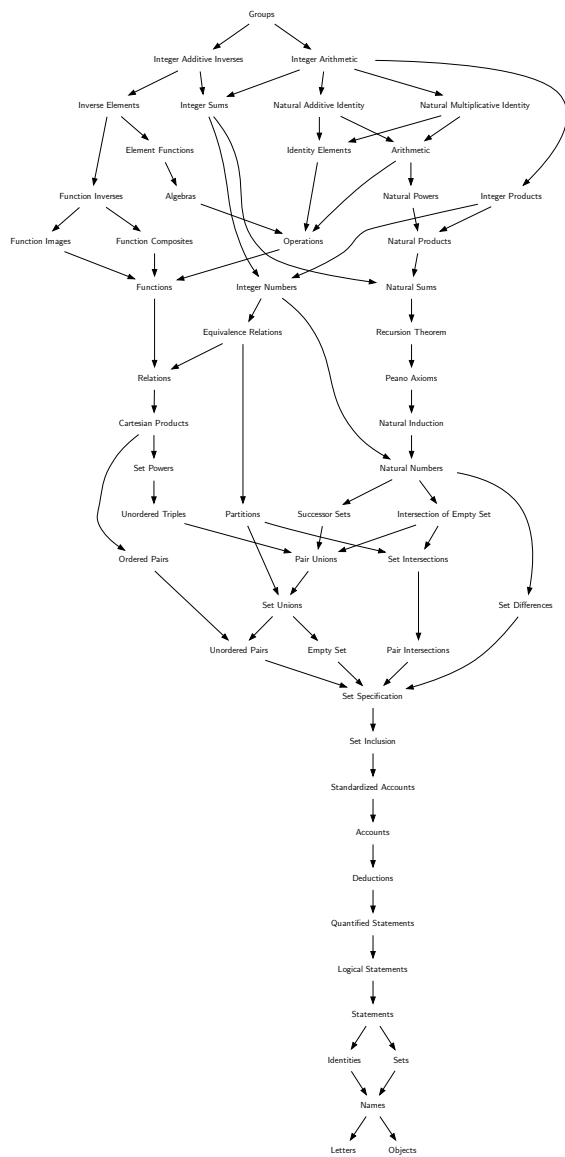 Groups
Integer Additive Inverses
Integer Arithmetic
Inverse Elements
Integer Sums
Natural Additive Identity
Natural Multiplicative Identity
Element Functions
Identity Elements
Arithmetic
Function Inverses
Algebras
Natural Powers
Integer Products
Function Images
Function Composites
Operations
Natural Products
Functions
Integer Numbers
Natural Sums
Equivalence Relations
Recursion Theorem
Relations
Peano Axioms
Cartesian Products
Natural Induction
Set Powers
Natural Numbers
Unordered Triples
Partitions
Successor Sets
Intersection of Empty Set
Ordered Pairs
Pair Unions
Set Intersections
Set Unions
Set Differences
Unordered Pairs
Empty Set
Pair Intersections
Set Specification
Set Inclusion
Standardized Accounts
Accounts
Deductions
Quantified Statements
Logical Statements
Statements
Identities
Sets
Names
Letters
Objects